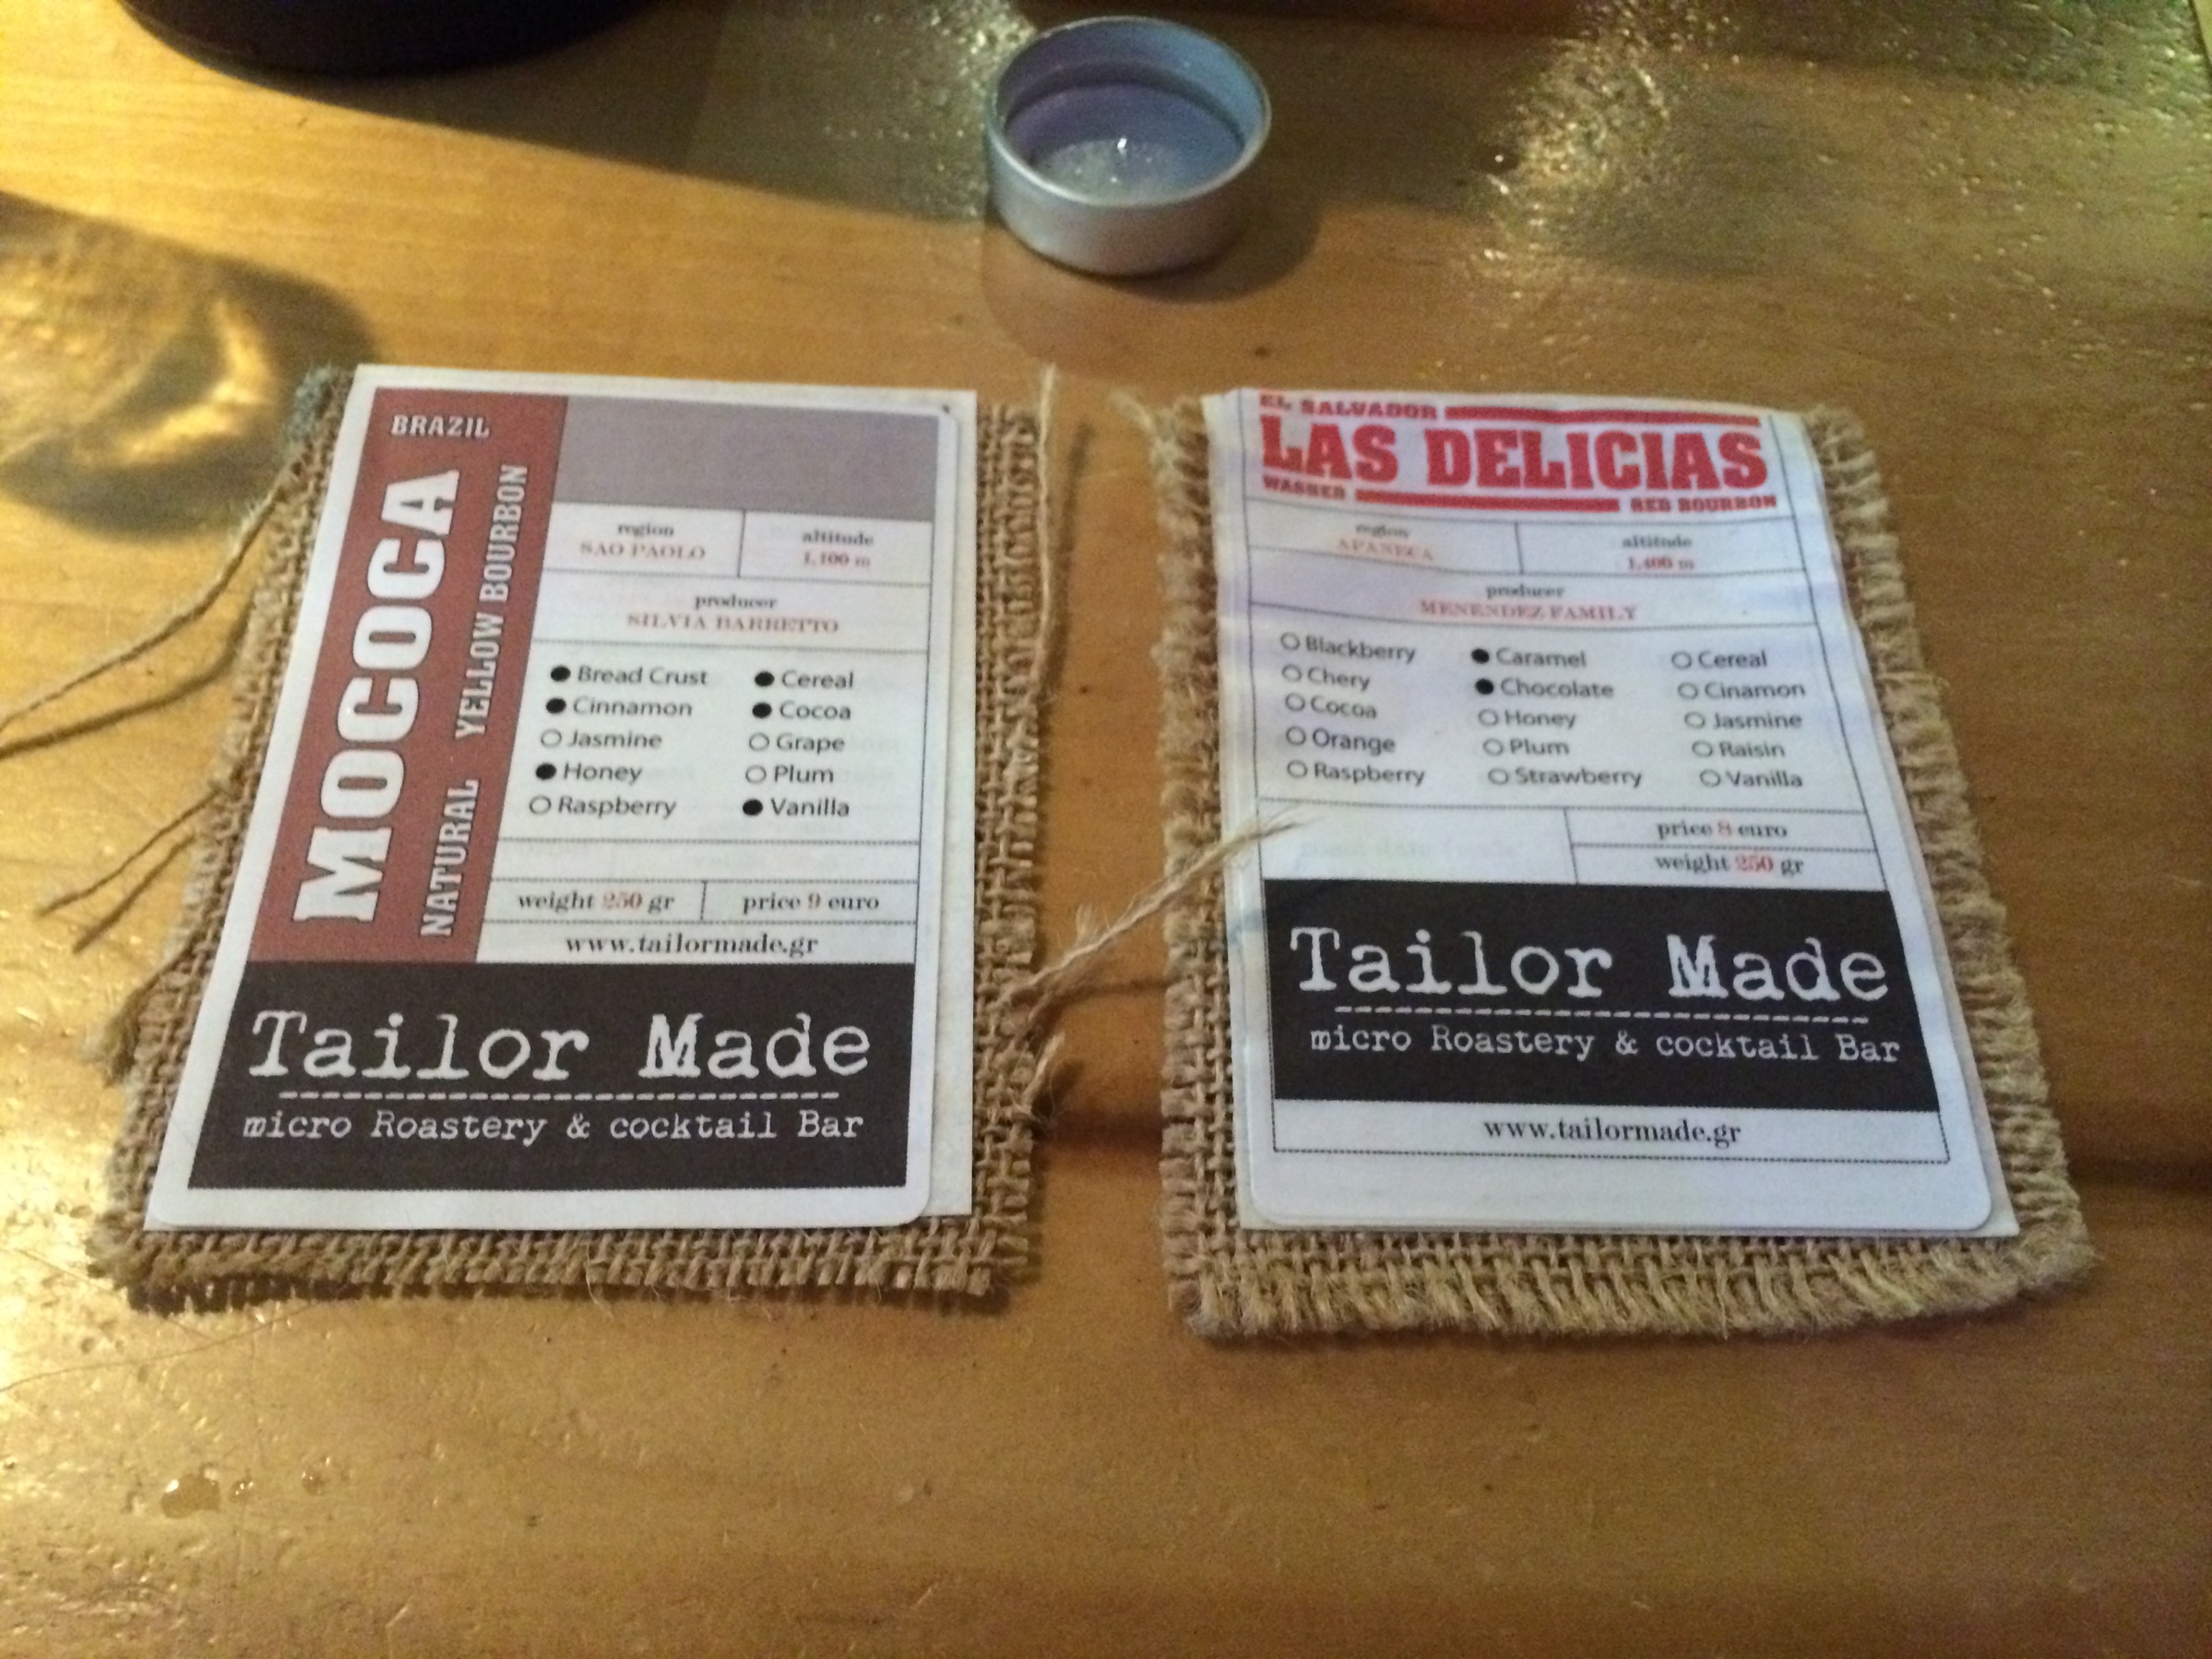 BRAZIL
MOCOCA
NATURAL YELLOW BOURBON
region
SAO PAOLO
altitude
1.100 m
producer
SILVIA BARRETTO
Bread Crust
Cereal
Cinnamon
Cocoa
Jasmine
Grape
Honey
Plum
Raspberry
Vanilla
weight 250 gr
price 9 euro
www.tailormade.gr
Tailor Made
micro Roastery & cocktail Bar
EL SALVADOR
LAS DELICIAS
WASHED
RED BOURBON
region
APANECA
altitude
1.400 m
producer
MENENDEZ FAMILY
Blackberry
Caramel
Cereal
Chery
Chocolate
Cinamon
Cocoa
Honey
Jasmine
Orange
Plum
Raisin
Raspberry
Strawberry
Vanilla
price 8 euro
weight 250 gr
Tailor Made
micro Roastery & cocktail Bar
www.tailormade.gr